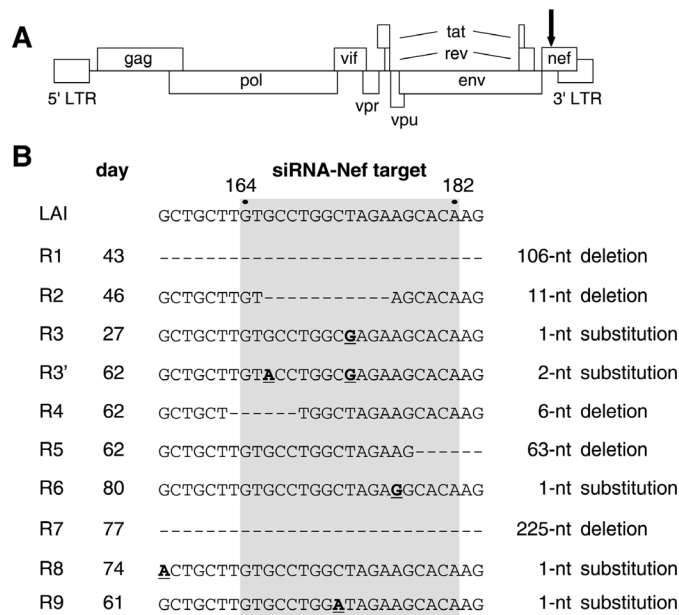 A
tat
gag vif rev nef
pol env
5' LTR vpr vpu 3' LTR
B
day siRNA-Nef target
164 182
LAI GCTGCTTGTGCCTGGCTAGAAGCACAAG
R1 43 ---------------------------- 106-nt deletion
R2 46 GCTGCTTGT-----------AGCACAAG 11-nt deletion
R3 27 GCTGCTTGTGCCTGGCGAGAAGCACAAG 1-nt substitution
R3' 62 GCTGCTTGTACCTGGCGAGAAGCACAAG 2-nt substitution
R4 62 GCTGCT------TGGCTAGAAGCACAAG 6-nt deletion
R5 62 GCTGCTTGTGCCTGGCTAGAAG------ 63-nt deletion
R6 80 GCTGCTTGTGCCTGGCTAGAGGCACAAG 1-nt substitution
R7 77 ---------------------------- 225-nt deletion
R8 74 ACTGCTTGTGCCTGGCTAGAAGCACAAG 1-nt substitution
R9 61 GCTGCTTGTGCCTGGATAGAAGCACAAG 1-nt substitution